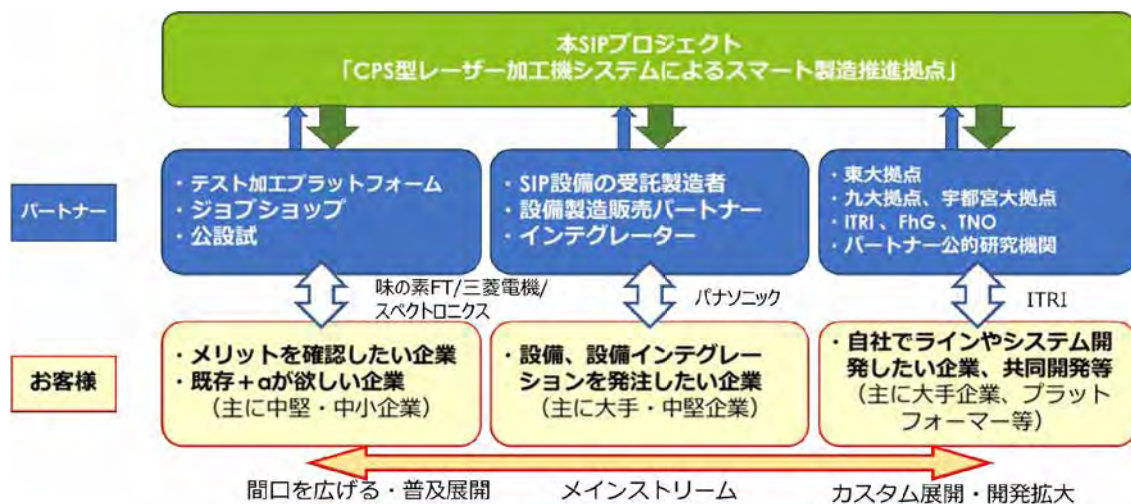 本SIPプロジェクト
「CPS型レーザー加工機システムによるスマート製造推進拠点」
パートナー
・テスト加工プラットフォーム
・ジョブショップ
・公設試
・SIP設備の受託製造者
・設備製造販売パートナー
・インテグレーター
・東大拠点
・九大拠点、宇都宮大拠点
・ITRI、FhG、TNO
・パートナー公的研究機関
味の素FT/三菱電機/
スペクトロニクス
パナソニック
ITRI
お客様
・メリットを確認したい企業
・既存+αが欲しい企業
（主に中堅・中小企業）
・設備、設備インテグレー
ションを発注したい企業
（主に大手・中堅企業）
・自社でラインやシステム開
発したい企業、共同開発等
（主に大手企業、プラット
フォーマー等）
間口を広げる・普及展開
メインストリーム
カスタム展開・開発拡大